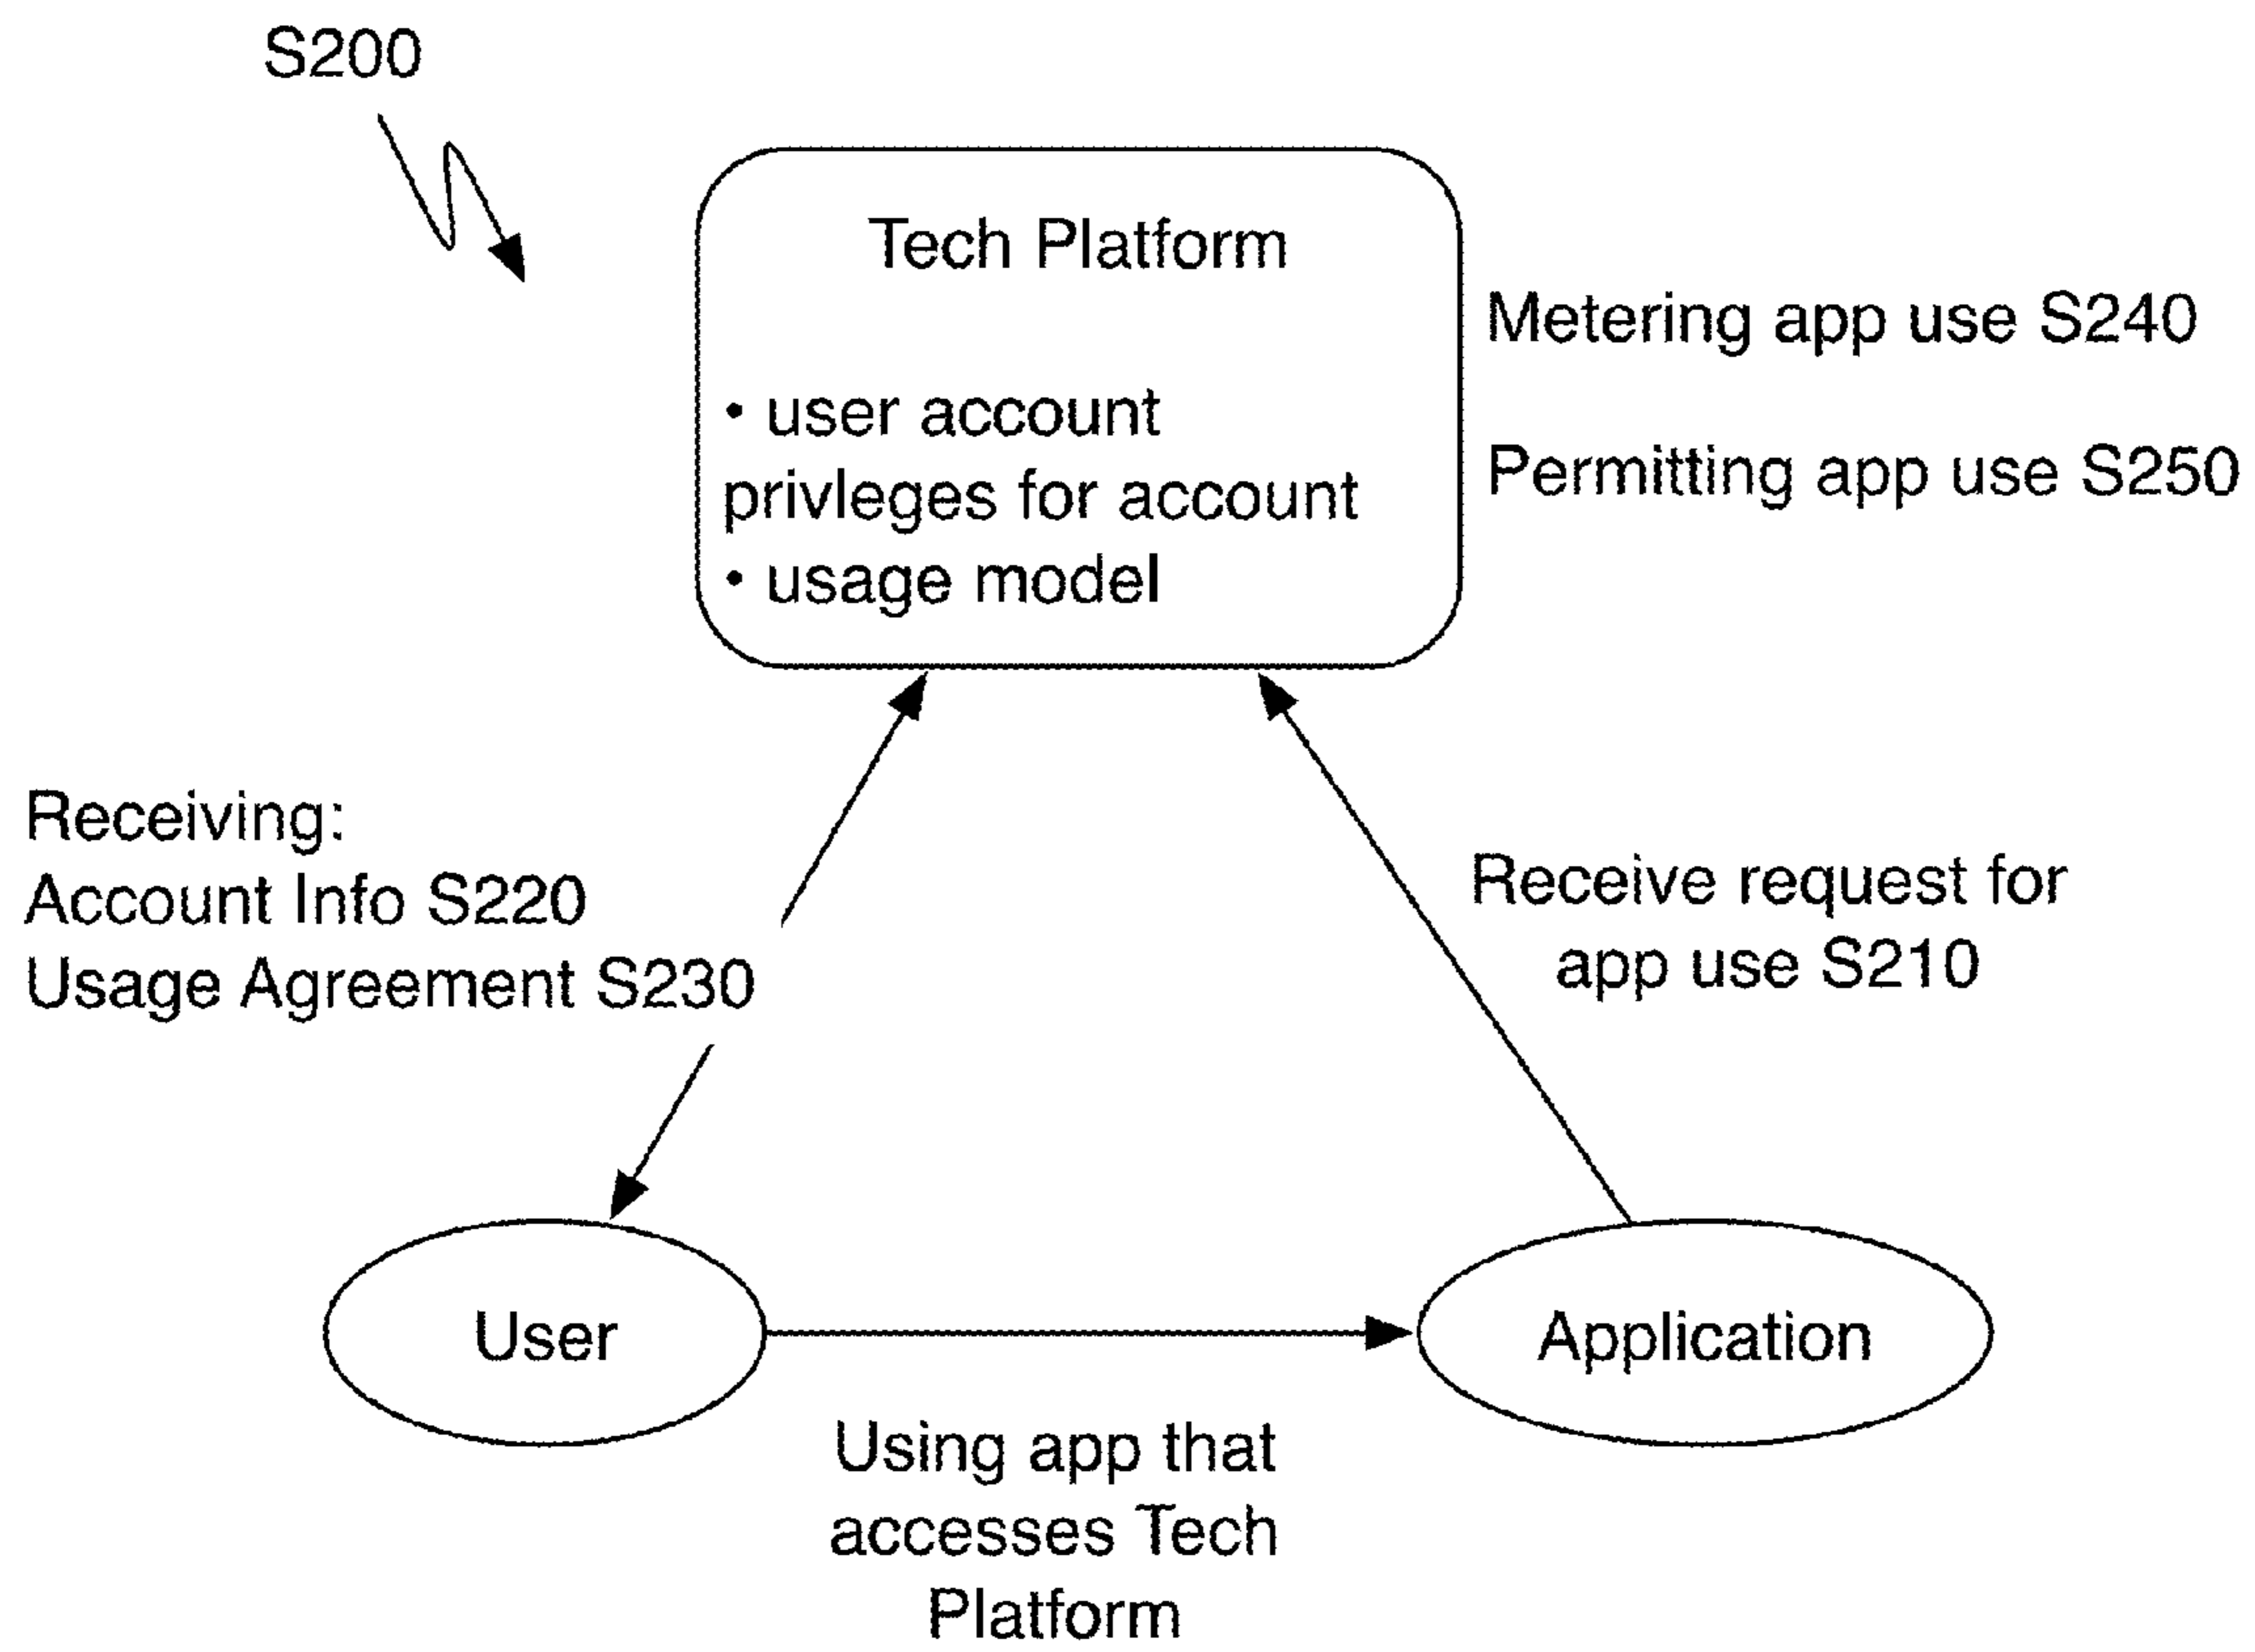 S200
Tech Platform
• user account
privleges for account
• usage model
Metering app use S240
Permitting app use S250
Receiving:
Account Info S220
Usage Agreement S230
Receive request for
app use S210
User
Application
Using app that
accesses Tech
Platform